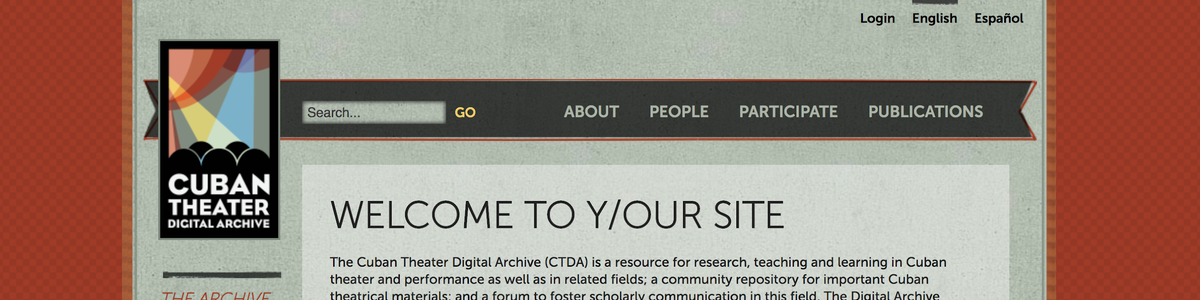 Login English Español
Search... GO ABOUT PEOPLE PARTICIPATE PUBLICATIONS
CUBAN
THEATER
DIGITAL ARCHIVE
WELCOME TO Y/OUR SITE
The Cuban Theater Digital Archive (CTDA) is a resource for research, teaching and learning in Cuban
theater and performance as well as in related fields; a community repository for important Cuban
theatrical materials; and a forum to foster scholarly communication in this field. The Digital Archive
THE ARCHIVE